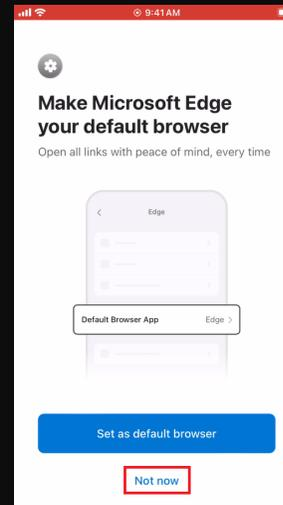 9:41 AM
Make Microsoft Edge
your default browser
Open all links with peace of mind, every time
Edge
Default Browser App Edge
Set as default browser
Not now